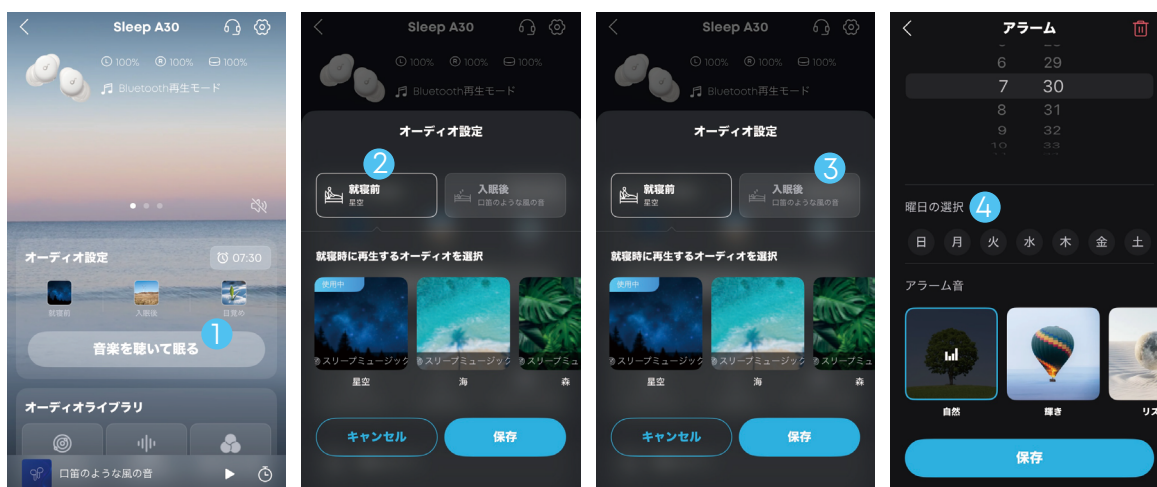 Sleep A30
100%
100%
100%
Bluetooth再生モード
オーディオ設定
07:30
就寝前
入眠後
目覚め
1
音楽を聴いて眠る
オーディオライブラリ
口笛のような風の音
Sleep A30
100%
100%
100%
Bluetooth再生モード
オーディオ設定
2
就寝前
星空
入眠後
口笛のような風の音
就寝時に再生するオーディオを選択
使用中
スリープミュージック
スリープミュージック
スリープミュ
星空
海
森
キャンセル
保存
Sleep A30
100%
100%
100%
Bluetooth再生モード
オーディオ設定
3
就寝前
星空
入眠後
口笛のような風の音
就寝時に再生するオーディオを選択
使用中
スリープミュージック
スリープミュージック
スリープミュ
星空
海
森
キャンセル
保存
アラーム
6 29
7 30
8 31
9 32
10 33
曜日の選択 4
日 月 火 水 木 金 土
アラーム音
自然
輝き
リス
保存